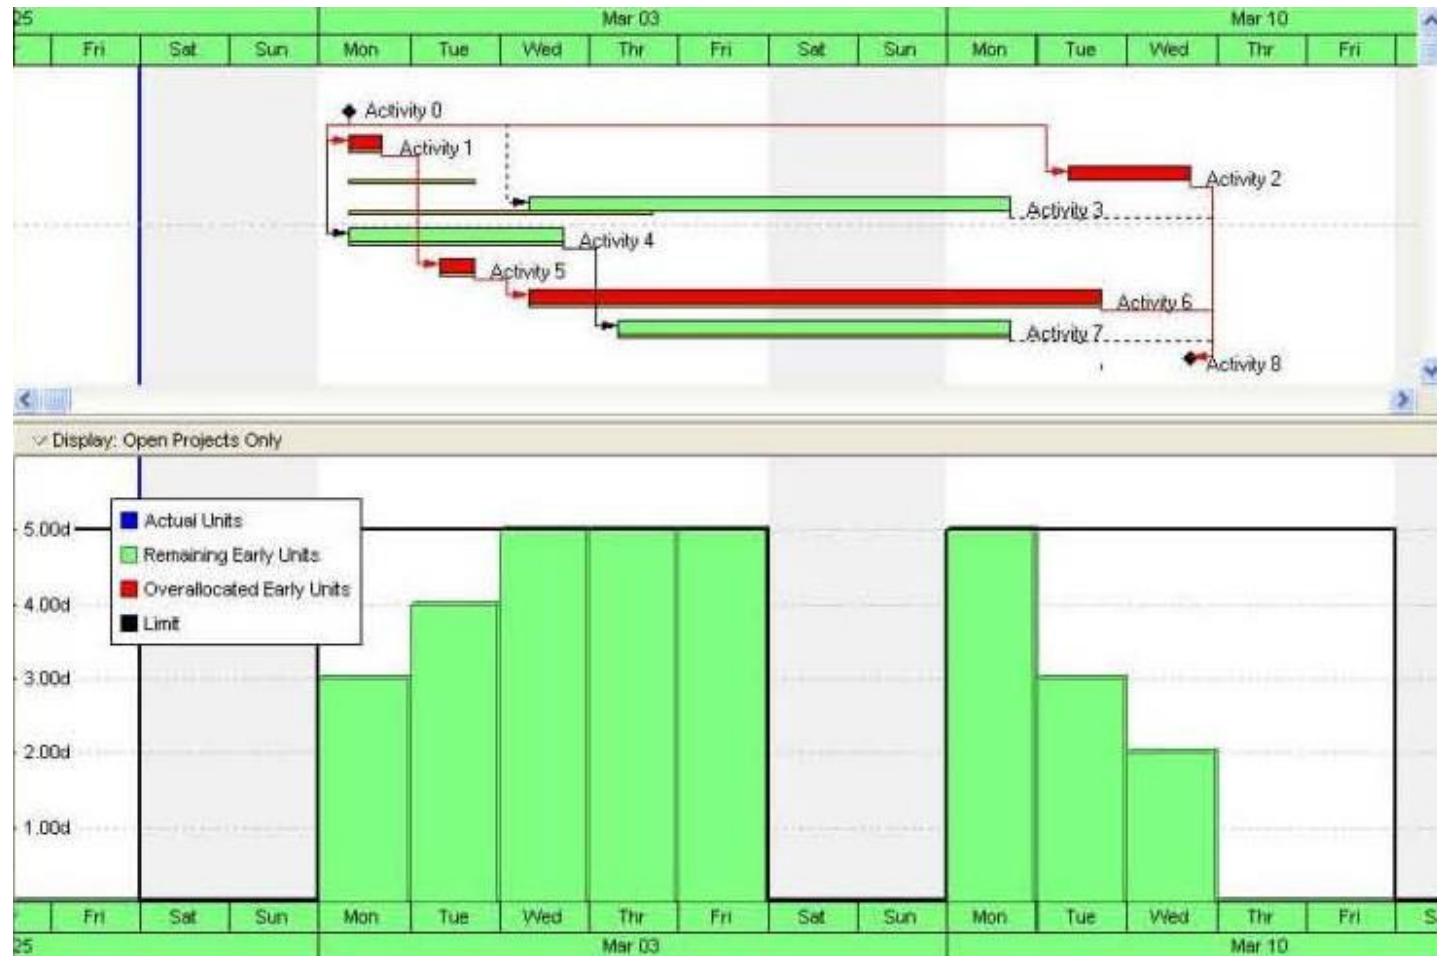 25 Mar 03 Mar 10
Fri Sat Sun Mon Tue Wed Thr Fri Sat Sun Mon Tue Wed Thr Fri
Activity 0
Activity 1
Activity 2
Activity 3
Activity 4
Activity 5
Activity 6
Activity 7
Activity 8
Display: Open Projects Only
Actual Units
5.00d
Remaining Early Units
Overallocated Early Units
4.00d
Limit
3.00d
2.00d
1.00d
Fri Sat Sun Mon Tue Wed Thr Fri Sat Sun Mon Tue Wed Thr Fri S
25 Mar 03 Mar 10